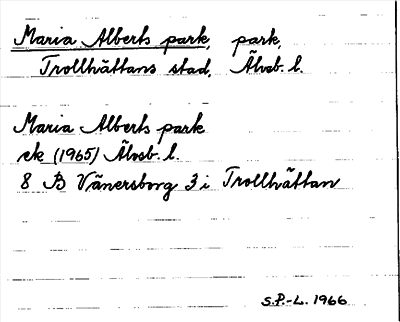 Maria Alberts park, park,
Trollhättans stad, Älvsb. l.
Maria Alberts park
ek (1965) Älvsb. l.
8 B Vänersborg 3 i Trollhättan
S.P.-L. 1966